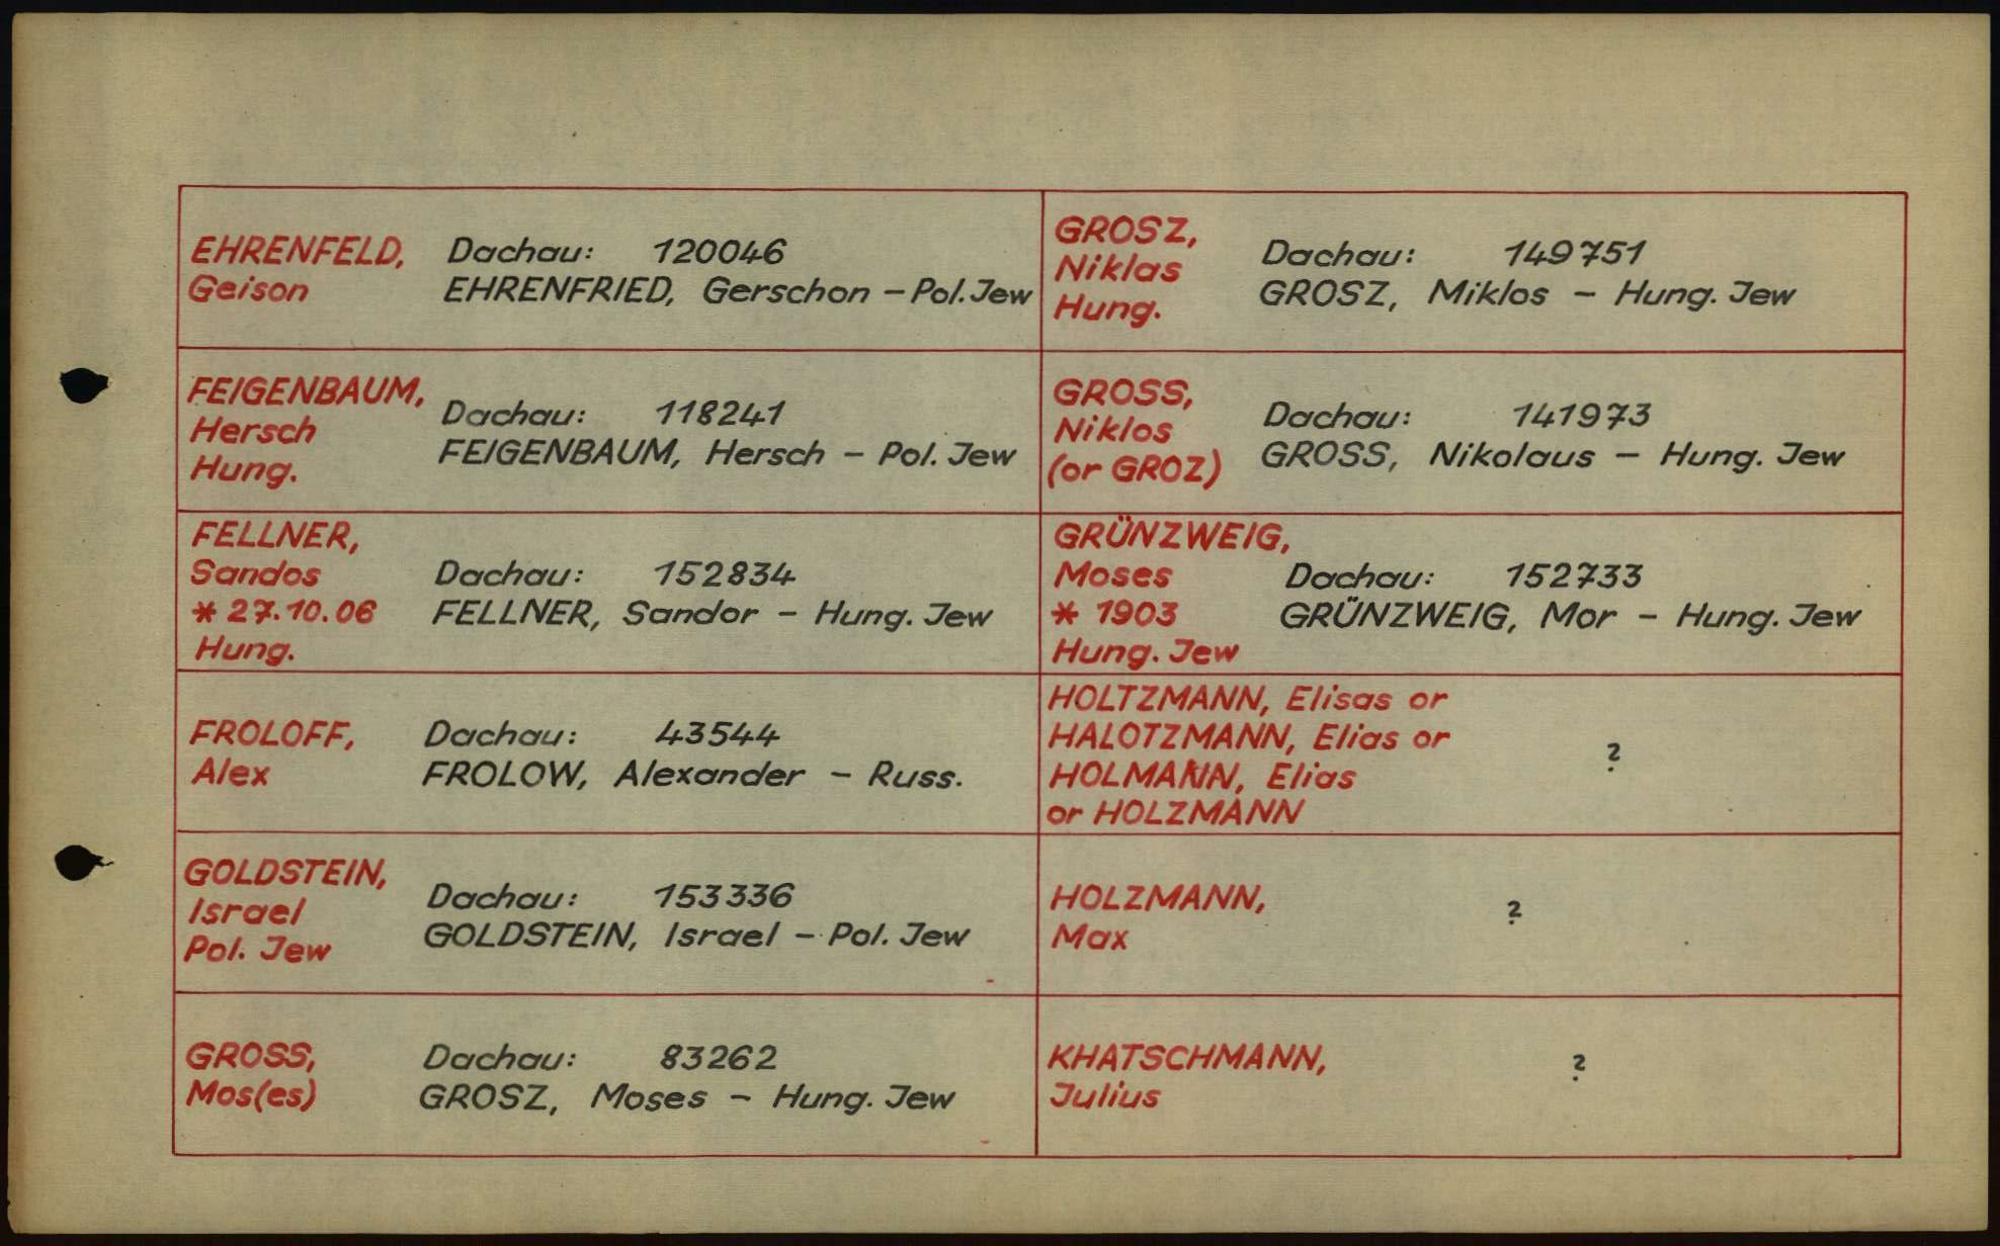 EHRENFELD,
Geison
Dachau: 120046
EHRENFRIED, Gerschon – Pol. Jew
FEIGENBAUM,
Hersch
Hung.
Dachau: 118241
FEIGENBAUM, Hersch – Pol. Jew
FELLNER,
Sandos
* 27.10.06
Hung.
Dachau: 152834
FELLNER, Sandor – Hung. Jew
FROLOFF,
Alex
Dachau: 43544
FROLOW, Alexander – Russ.
GOLDSTEIN,
Israel
Pol. Jew
Dachau: 153336
GOLDSTEIN, Israel – Pol. Jew
GROSS,
Mos(es)
Dachau: 83262
GROSZ, Moses – Hung. Jew
GROSZ,
Niklas
Hung.
Dachau: 149751
GROSZ, Miklos – Hung. Jew
GROSS,
Niklos
(or GROZ)
Dachau: 141973
GROSS, Nikolaus – Hung. Jew
GRÜNZWEIG,
Moses
* 1903
Hung. Jew
Dachau: 152733
GRÜNZWEIG, Mor – Hung. Jew
HOLTZMANN, Elisas or
HALOTZMANN, Elias or
HOLMANN, Elias
or HOLZMANN
?
HOLZMANN,
Max
?
KHATSCHMANN,
Julius
?